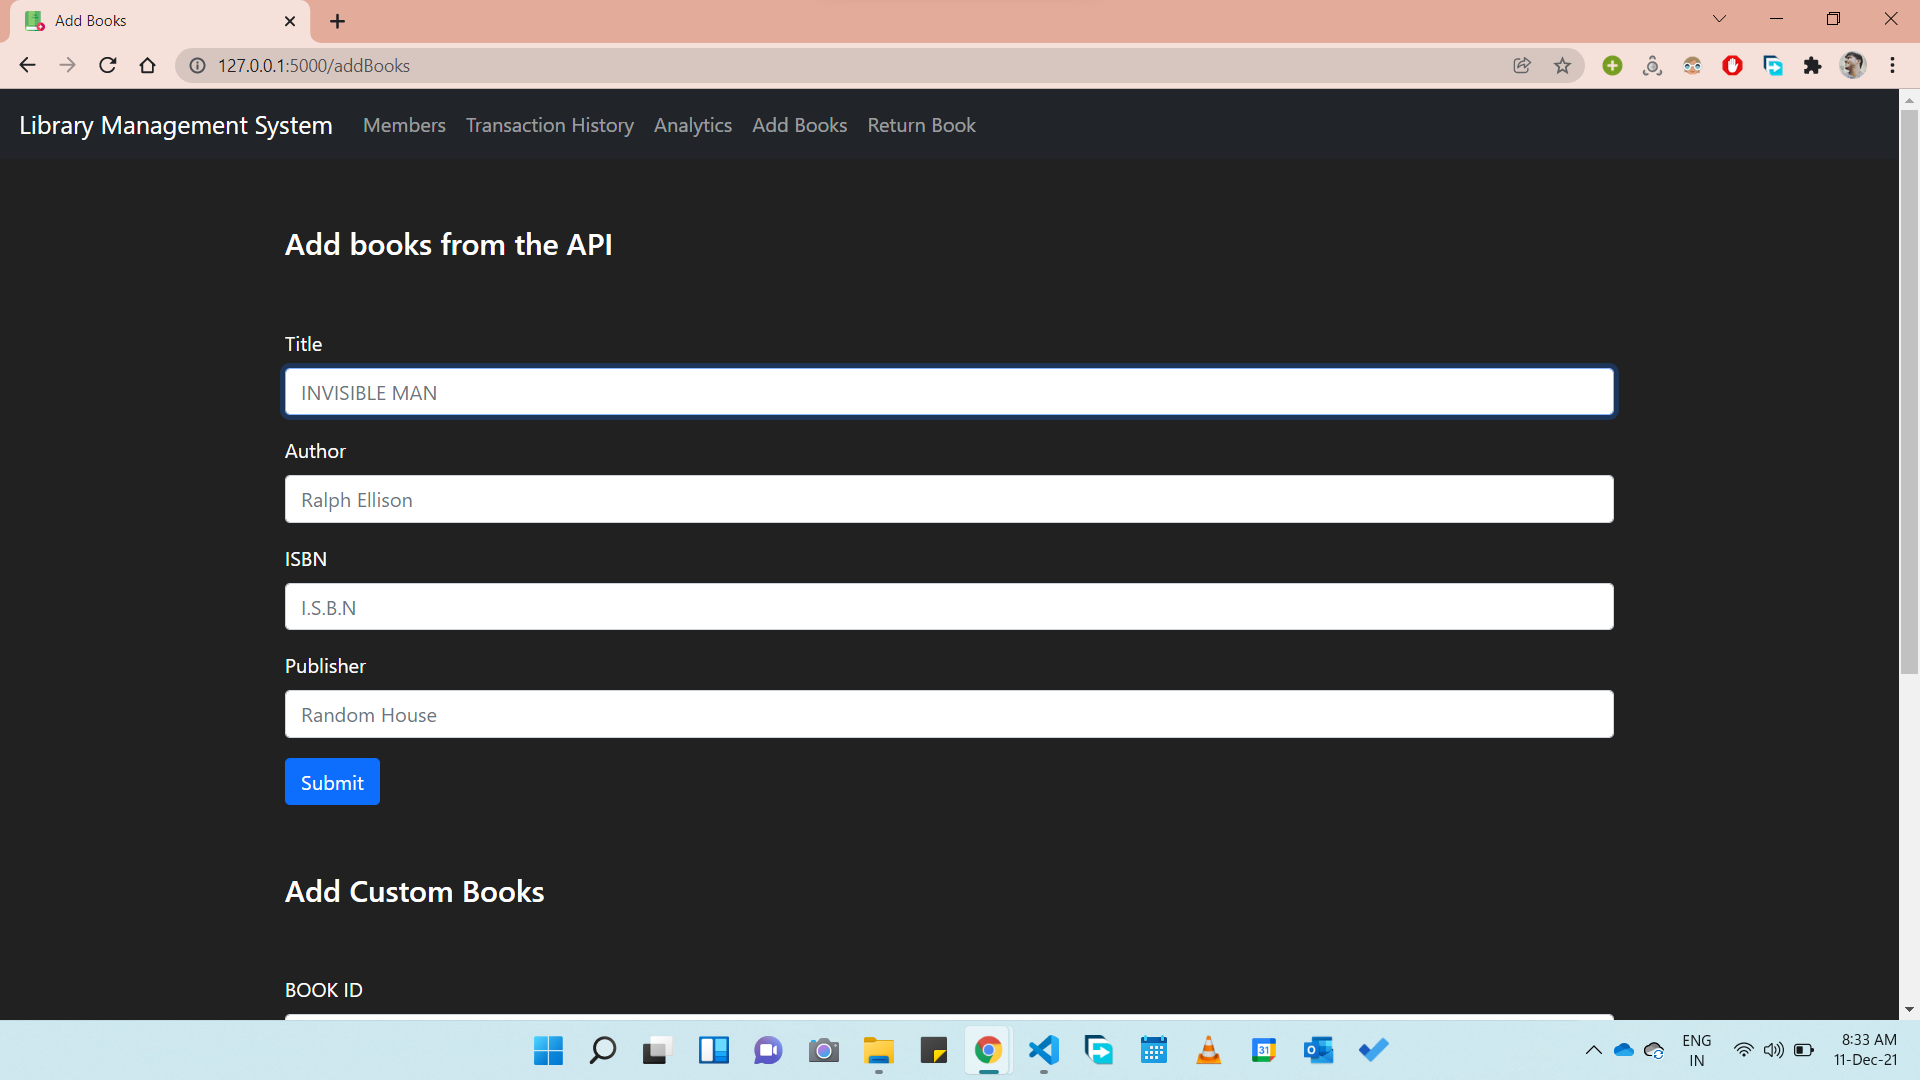 Add Books
127.0.0.1:5000/addBooks
Library Management System Members Transaction History Analytics Add Books Return Book
Add books from the API
Title
INVISIBLE MAN
Author
Ralph Ellison
ISBN
I.S.B.N
Publisher
Random House
Submit
Add Custom Books
BOOK ID
31
ENG
IN
8:33 AM
11-Dec-21